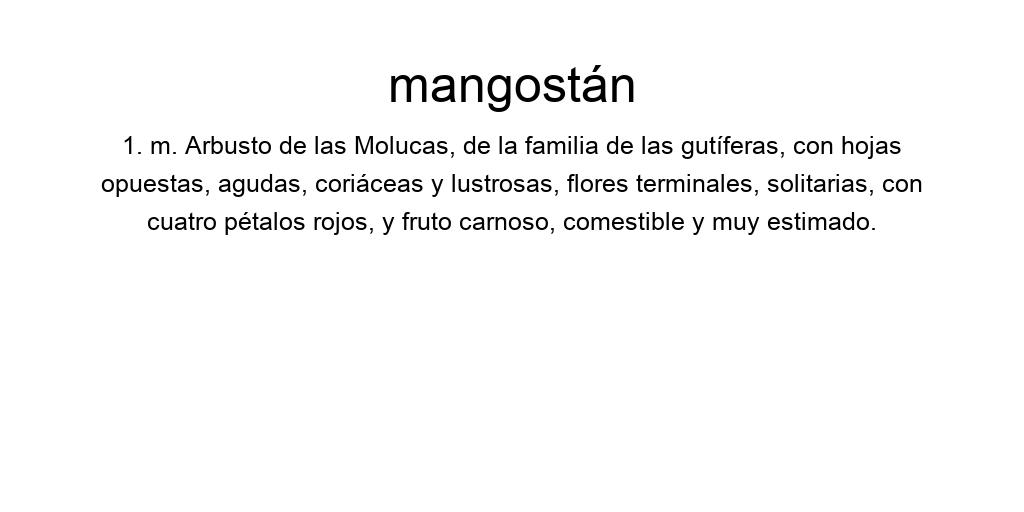 mangostán
1. m. Arbusto de las Molucas, de la familia de las gutíferas, con hojas
opuestas, agudas, coriáceas y lustrosas, flores terminales, solitarias, con
cuatro pétalos rojos, y fruto carnoso, comestible y muy estimado.